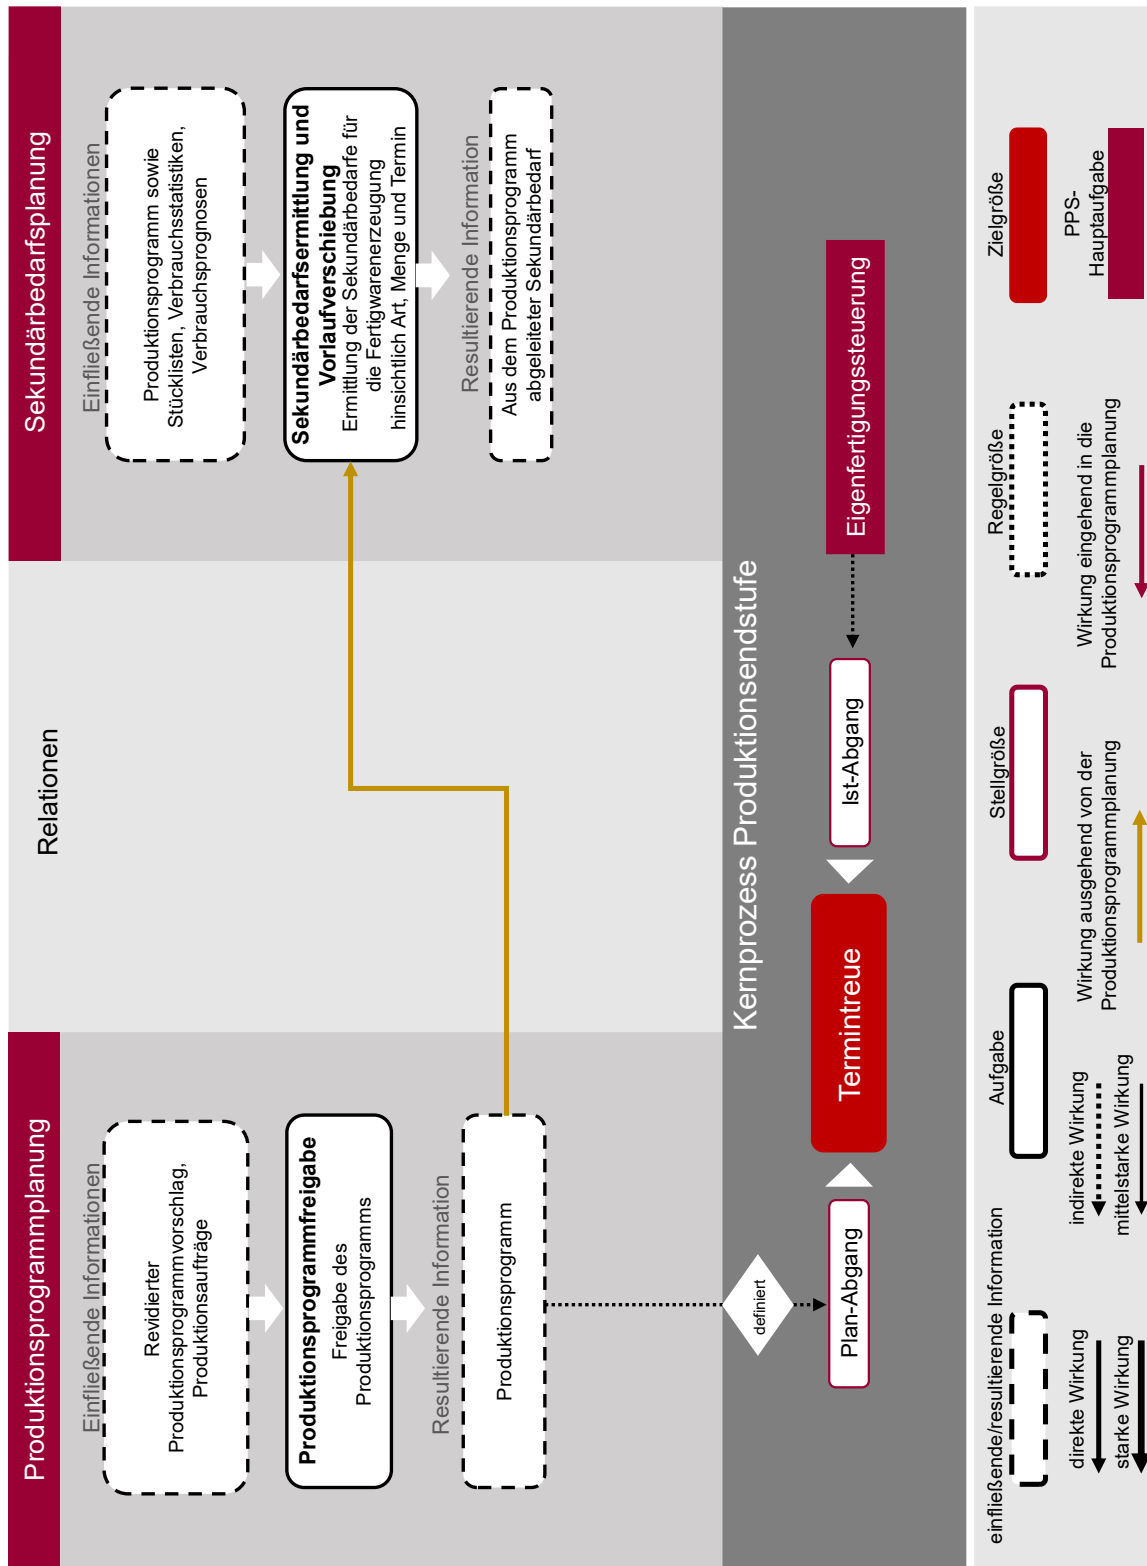 Produktionsprogrammplanung
Relationen
Sekundärbedarfsplanung
Einfließende Informationen
Revidierter
Produktionsprogrammvorschlag,
Produktionsaufträge
Produktionsprogrammfreigabe
Freigabe des
Produktionsprogramms
Resultierende Information
Produktionsprogramm
Einfließende Informationen
Produktionsprogramm sowie
Stücklisten, Verbrauchsstatistiken,
Verbrauchsprognosen
Sekundärbedarfsermittlung und
Vorlaufverschiebung
Ermittlung der Sekundärbedarfe für
die Fertigwarenerzeugung
hinsichtlich Art, Menge und Termin
Resultierende Information
Aus dem Produktionsprogramm
abgeleiteter Sekundärbedarf
Kernprozess Produktionsendstufe
definiert
Plan-Abgang
Termintreue
Ist-Abgang
Eigenfertigungssteuerung
einfließende/resultierende Information
Aufgabe
Stellgröße
Regelgröße
Zielgröße
direkte Wirkung
indirekte Wirkung
starke Wirkung
mittelstarke Wirkung
Wirkung ausgehend von der
Produktionsprogrammplanung
Wirkung eingehend in die
Produktionsprogrammplanung
PPS-
Hauptaufgabe